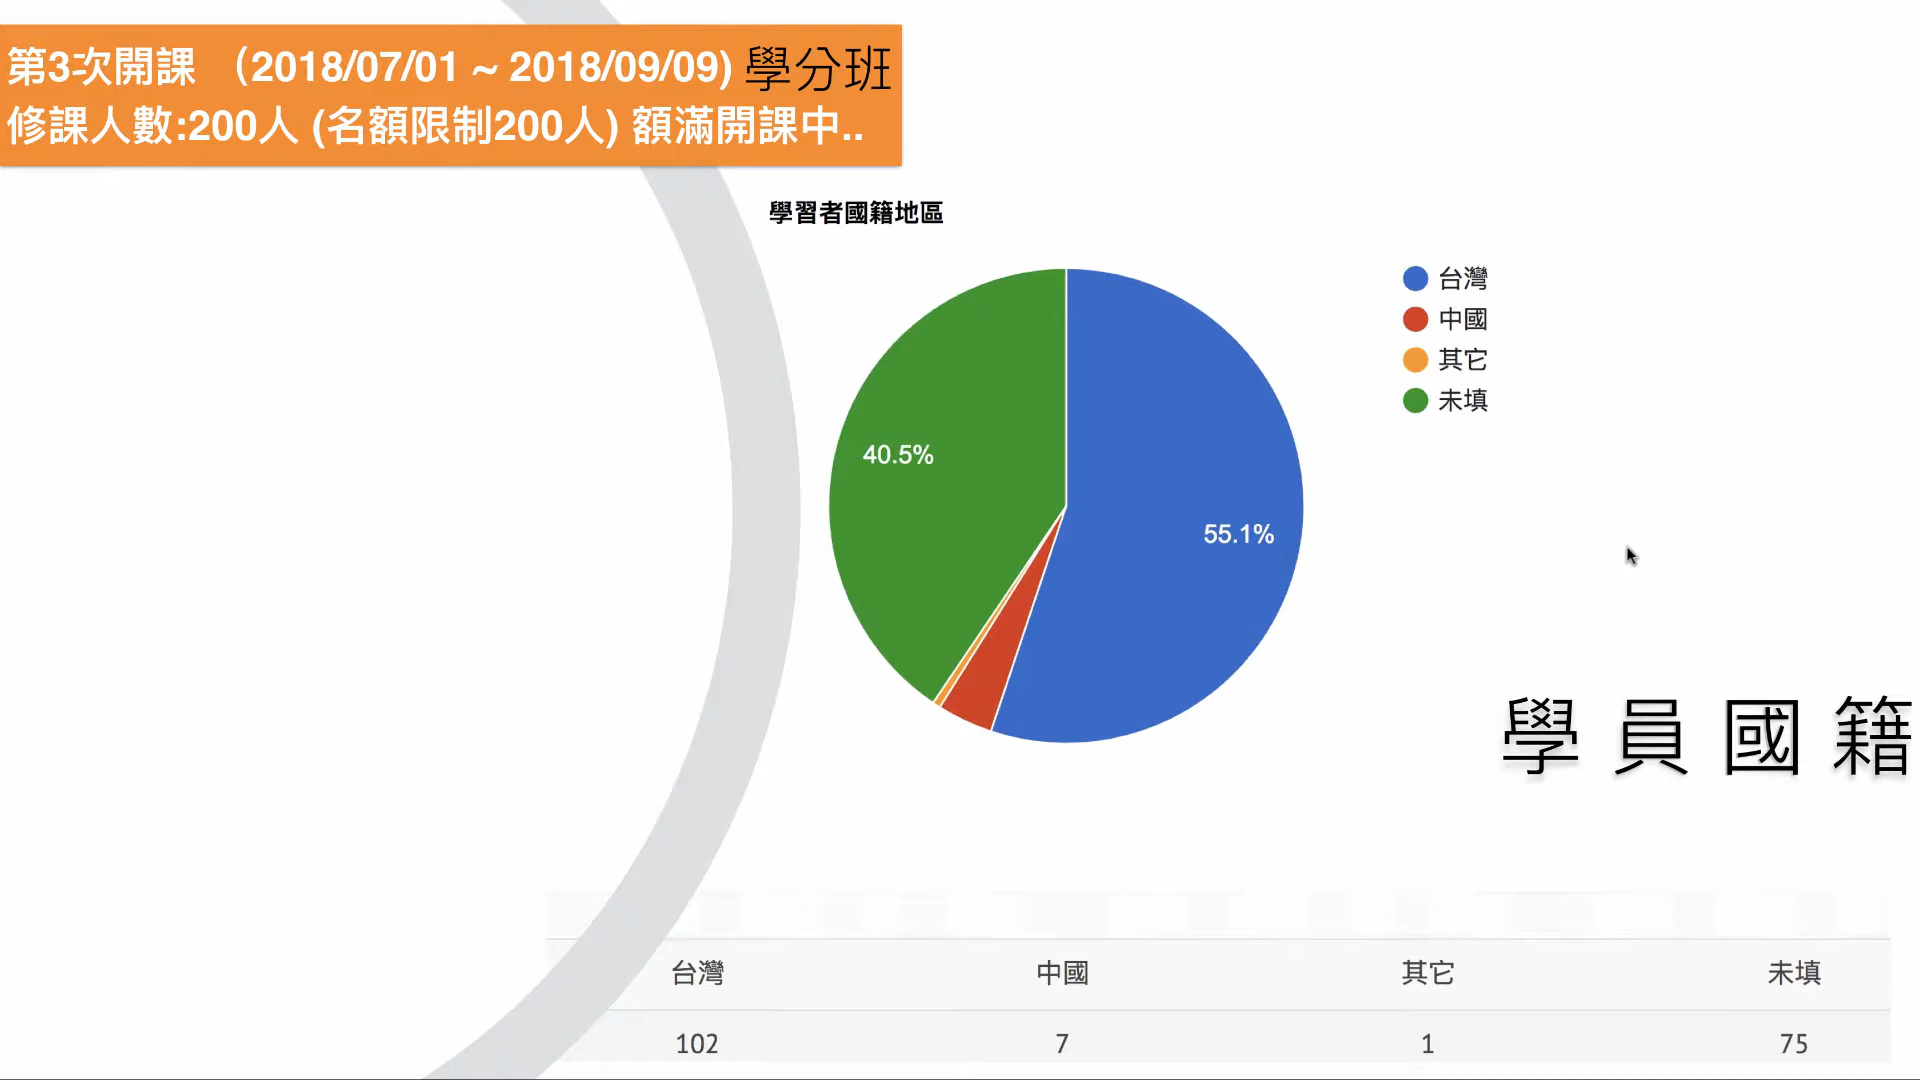 第3次開課 （2018/07/01 ~ 2018/09/09) 學分班
修課人數:200人 (名額限制200人) 額滿開課中..
學習者國籍地區
台灣
中國
其它
未填
40.5%
55.1%
學員國籍
台灣 中國 其它 未填
102 7 1 75